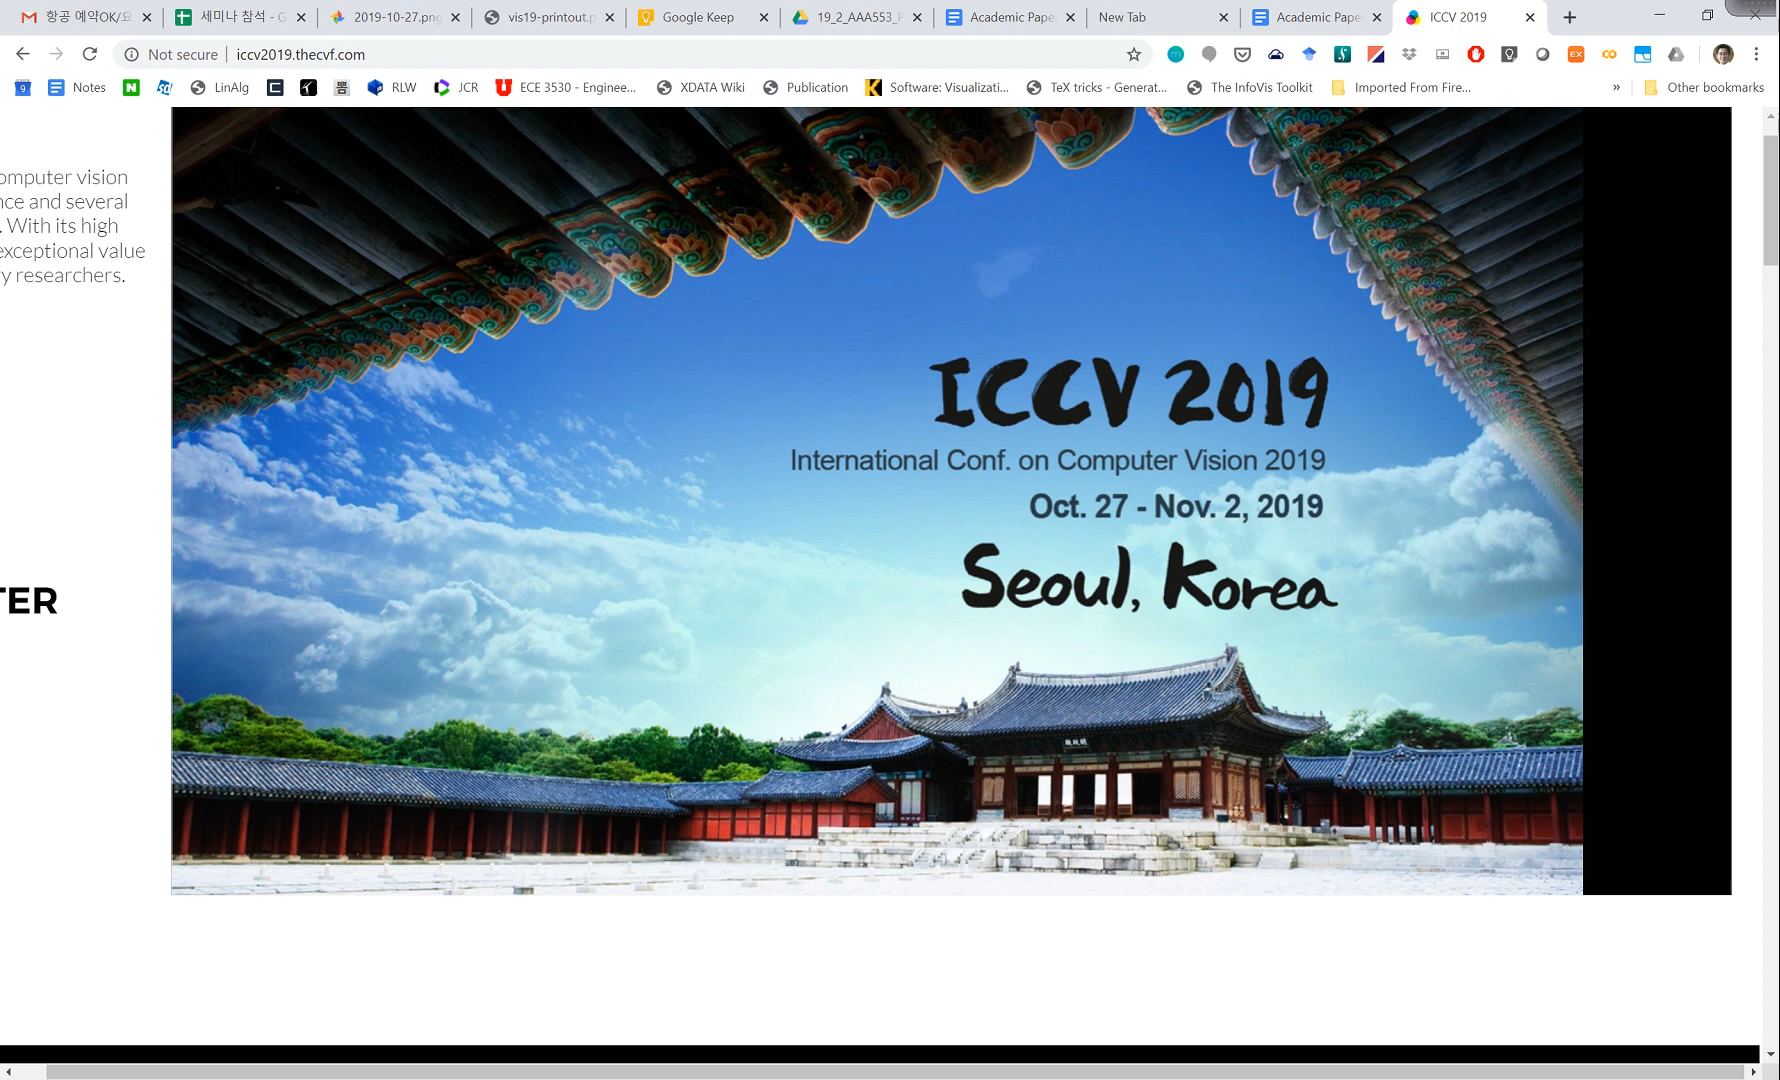 항공 예약OK/요
세미나 참석 - G
2019-10-27.png
vis19-printout.p
Google Keep
19_2_AAA553_F
Academic Pape
New Tab
Academic Pape
ICCV 2019
Not secure
iccv2019.thecvf.com
EX
9
Notes
N
LinAlg
RLW
JCR
ECE 3530 - Enginee...
XDATA Wiki
Publication
Software: Visualizati...
TeX tricks - Generat...
The InfoVis Toolkit
Imported From Fire...
»
Other bookmarks
omputer vision
nce and several
. With its high
exceptional value
y researchers.
TER
ICCV 2019
International Conf. on Computer Vision 2019
Oct. 27 - Nov. 2, 2019
Seoul, Korea